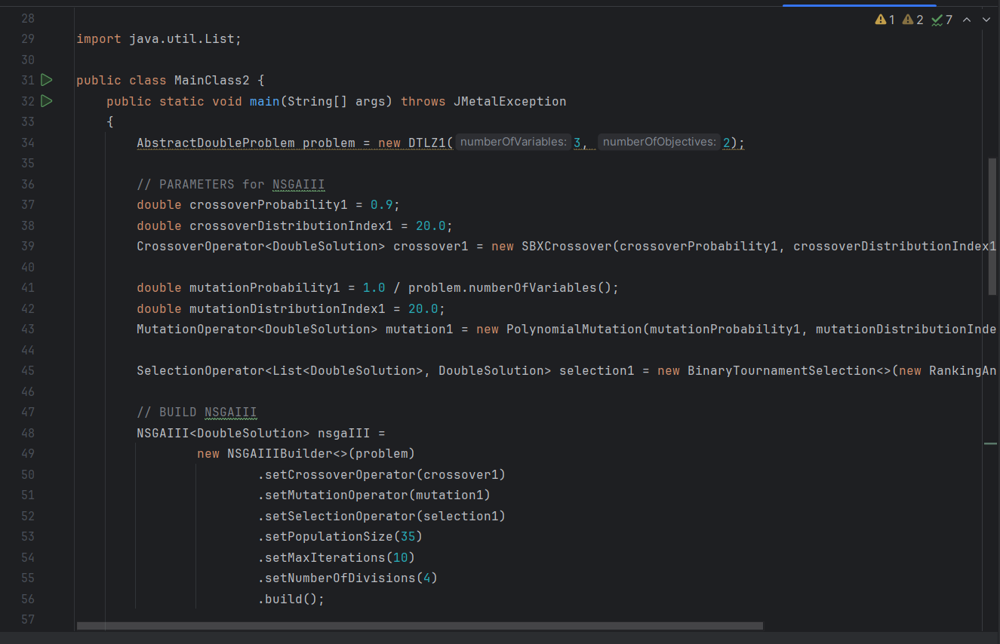 1 2 7
28
29 import java.util.List;
30
31 public class MainClass2 {
32 public static void main(String[] args) throws JMetalException
33 {
34 AbstractDoubleProblem problem = new DTLZ1( numberOfVariables: 3, numberOfObjectives: 2);
35
36 // PARAMETERS for NSGAIII
37 double crossoverProbability1 = 0.9;
38 double crossoverDistributionIndex1 = 20.0;
39 CrossoverOperator<DoubleSolution> crossover1 = new SBXCrossover(crossoverProbability1, crossoverDistributionIndex1
40
41 double mutationProbability1 = 1.0 / problem.numberOfVariables();
42 double mutationDistributionIndex1 = 20.0;
43 MutationOperator<DoubleSolution> mutation1 = new PolynomialMutation(mutationProbability1, mutationDistributionInde
44
45 SelectionOperator<List<DoubleSolution>, DoubleSolution> selection1 = new BinaryTournamentSelection<>(new RankingAn
46
47 // BUILD NSGAIII
48 NSGAIII<DoubleSolution> nsgaIII =
49 new NSGAIIIBuilder<>(problem)
50 .setCrossoverOperator(crossover1)
51 .setMutationOperator(mutation1)
52 .setSelectionOperator(selection1)
53 .setPopulationSize(35)
54 .setMaxIterations(10)
55 .setNumberOfDivisions(4)
56 .build();
57